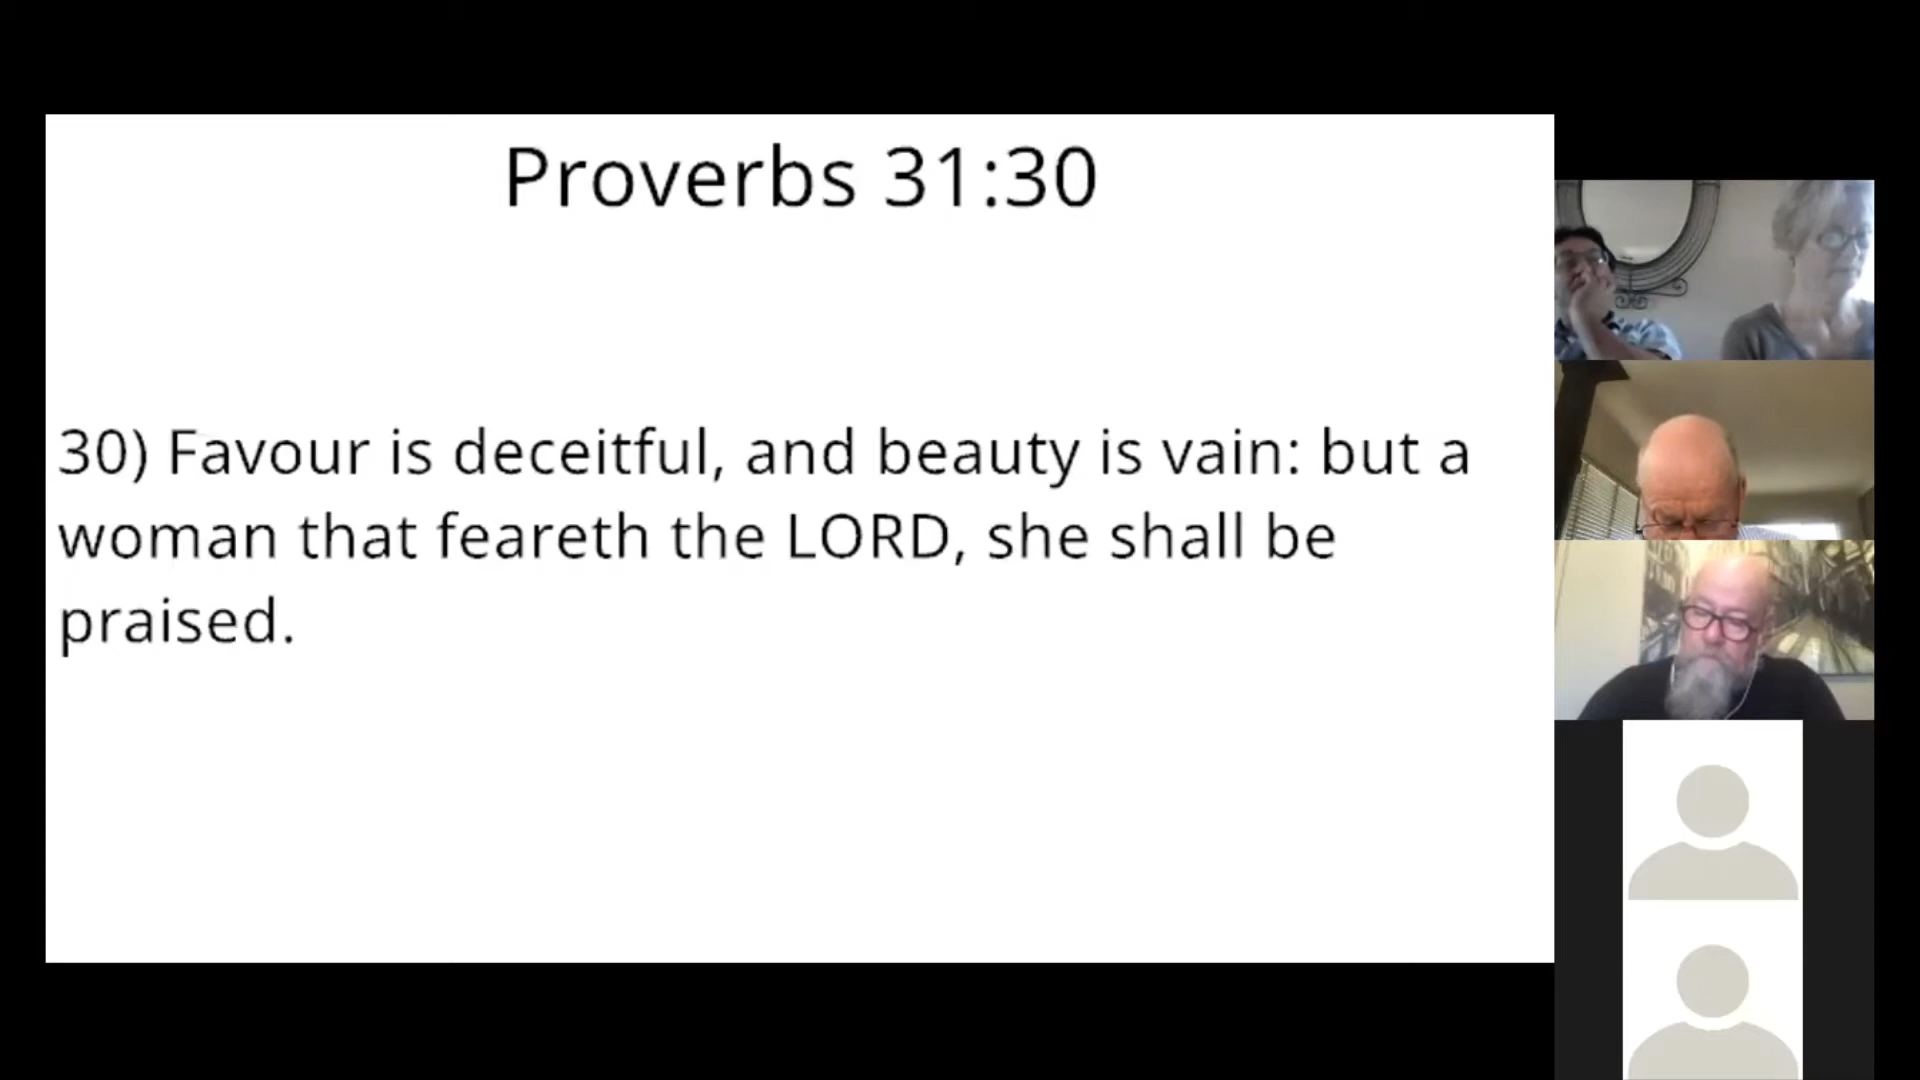 Proverbs 31:30
30) Favour is deceitful, and beauty is vain: but a
woman that feareth the LORD, she shall be
praised.